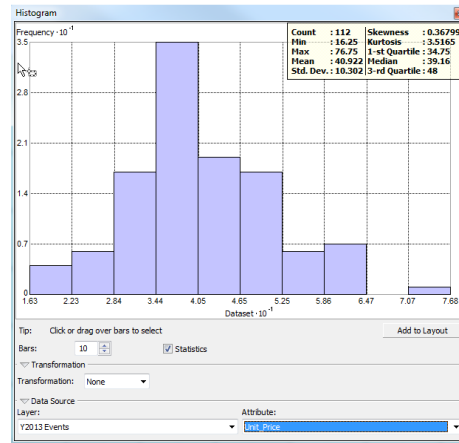 Histogram
Frequency · 10 -1
Count : 112 Skewness : 0.36799
Min : 16.25 Kurtosis : 3.5165
Max : 76.75 1-st Quartile : 34.75
Mean : 40.922 Median : 39.16
Std. Dev. : 10.302 3-rd Quartile : 48
3.5
2.8
2.1
1.4
0.7
0
1.63 2.23 2.84 3.44 4.05 4.65 5.25 5.86 6.47 7.07 7.68
Dataset · 10 -1
Tip: Click or drag over bars to select Add to Layout
Bars: 10 Statistics
Transformation
Transformation: None
Data Source
Layer: Attribute:
Y2013 Events Unit_Price